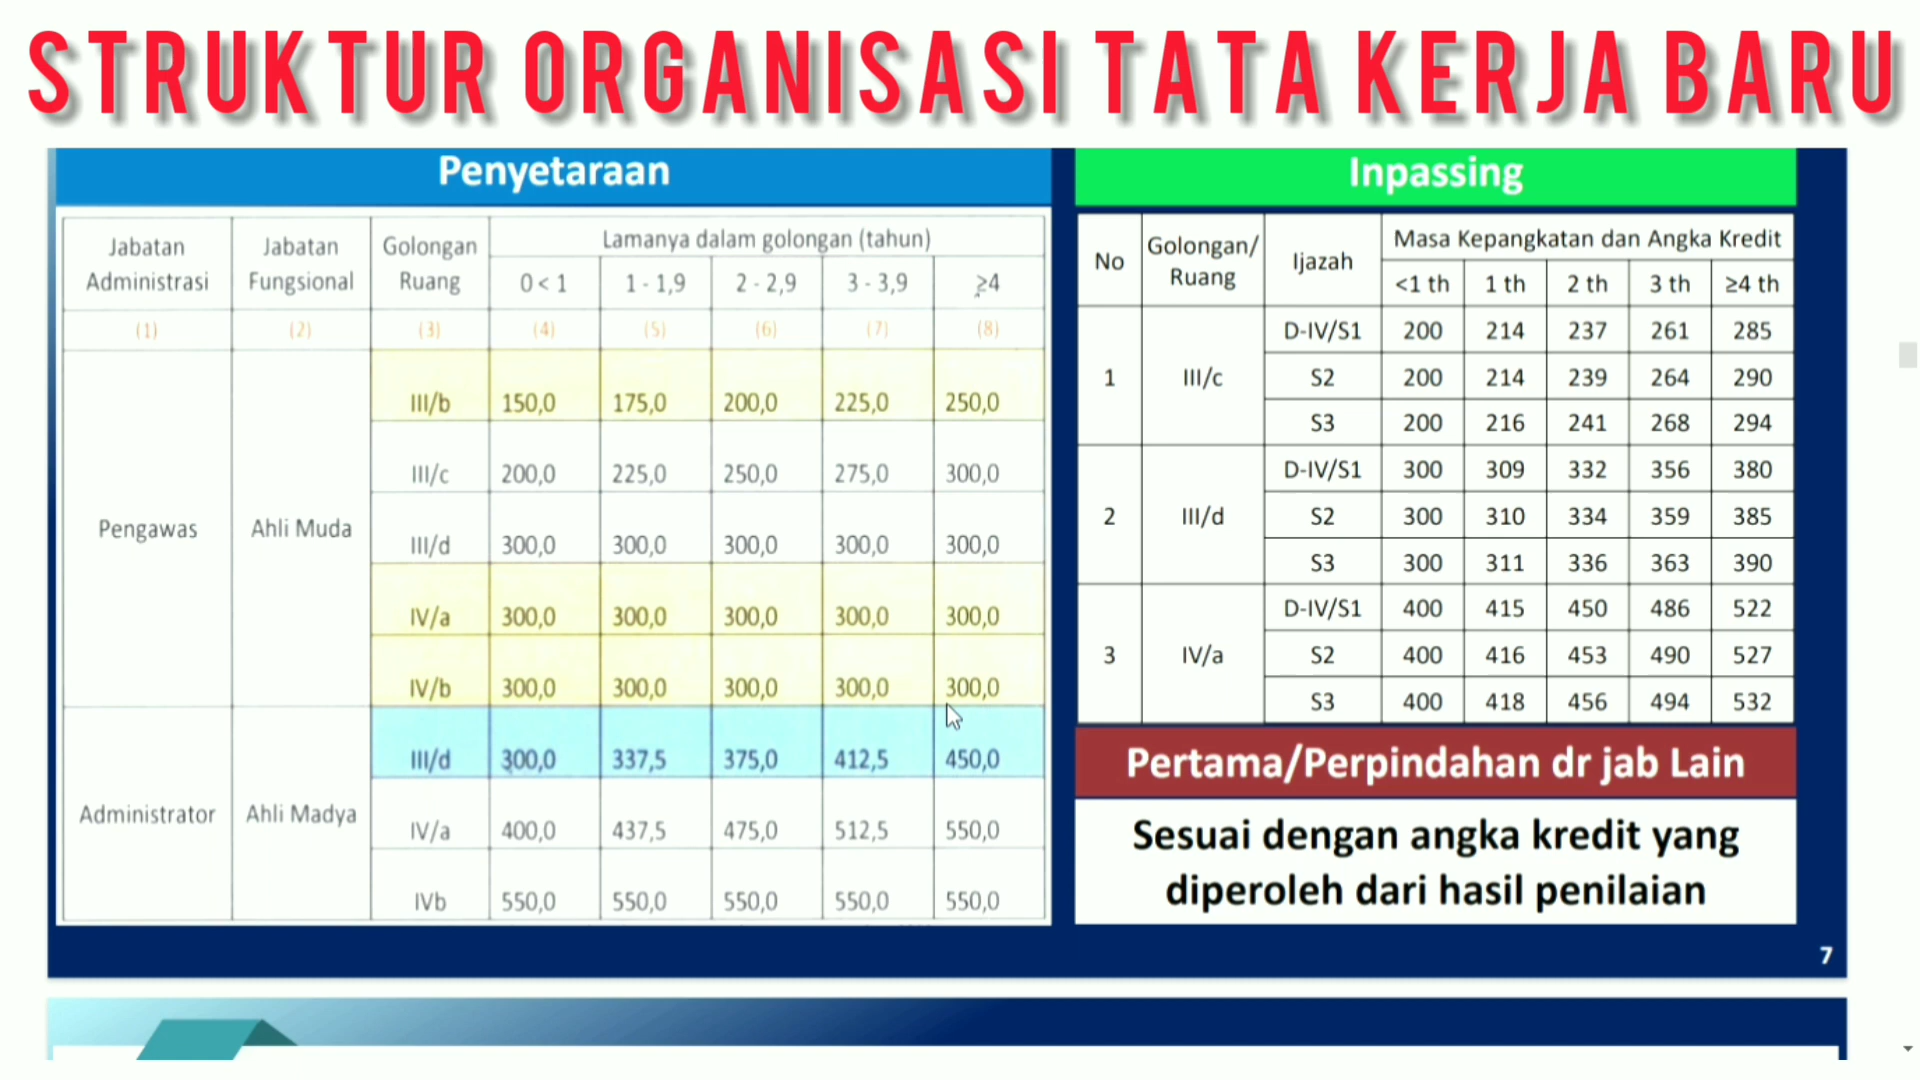 STRUKTUR ORGANISASI TATA KERJA BARU
Penyetaraan
Jabatan Administrasi Jabatan Fungsional Golongan Ruang Lamanya dalam golongan (tahun)
0 < 1 1 - 1,9 2 - 2,9 3 - 3,9 ≥4
(1) (2) (3) (4) (5) (6) (7) (8)
Pengawas Ahli Muda
III/b 150,0 175,0 200,0 225,0 250,0
III/c 200,0 225,0 250,0 275,0 300,0
III/d 300,0 300,0 300,0 300,0 300,0
IV/a 300,0 300,0 300,0 300,0 300,0
IV/b 300,0 300,0 300,0 300,0 300,0
Administrator Ahli Madya
III/d 300,0 337,5 375,0 412,5 450,0
IV/a 400,0 437,5 475,0 512,5 550,0
IVb 550,0 550,0 550,0 550,0 550,0
Inpassing
No Golongan/ Ruang Ijazah Masa Kepangkatan dan Angka Kredit
<1 th 1 th 2 th 3 th ≥4 th
1 III/c
D-IV/S1 200 214 237 261 285
S2 200 214 239 264 290
S3 200 216 241 268 294
2 III/d
D-IV/S1 300 309 332 356 380
S2 300 310 334 359 385
S3 300 311 336 363 390
3 IV/a
D-IV/S1 400 415 450 486 522
S2 400 416 453 490 527
S3 400 418 456 494 532
Pertama/Perpindahan dr jab Lain
Sesuai dengan angka kredit yang
diperoleh dari hasil penilaian
7